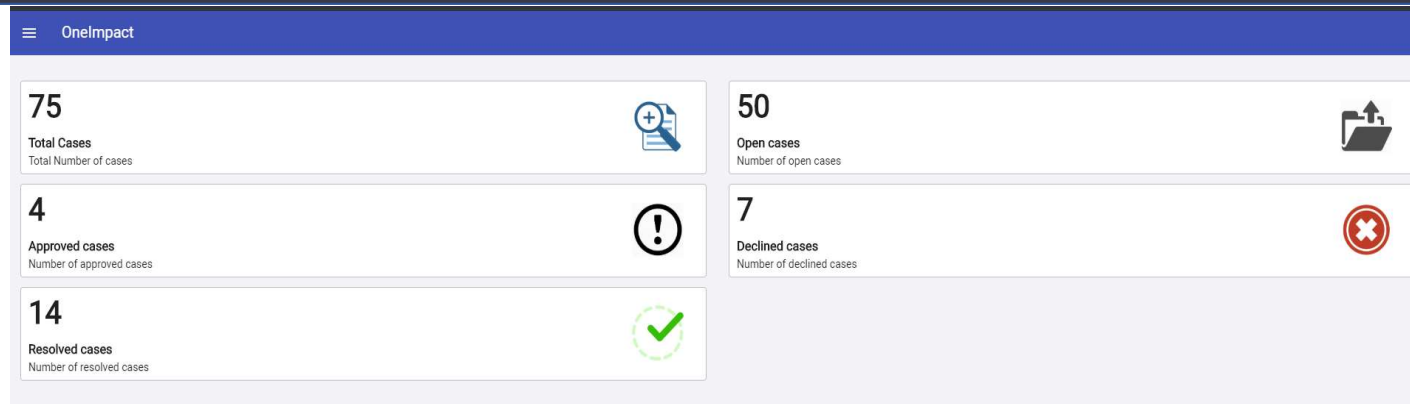 OneImpact
75
Total Cases
Total Number of cases
50
Open cases
Number of open cases
4
Approved cases
Number of approved cases
7
Declined cases
Number of declined cases
14
Resolved cases
Number of resolved cases